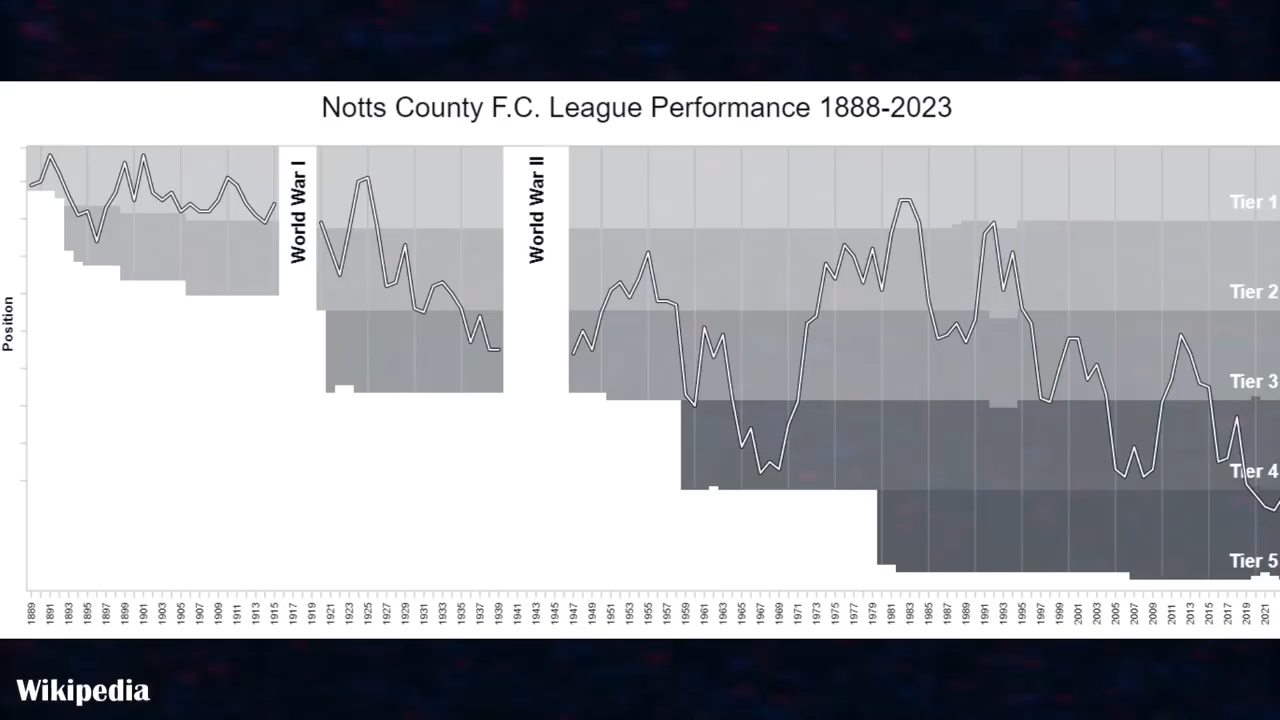 Notts County F.C. League Performance 1888-2023
World War I
World War II
Tier 1
Tier 2
Tier 3
Tier 4
Tier 5
Position
1889 1891 1893 1895 1897 1899 1901 1903 1905 1907 1909 1911 1913 1915 1917 1919 1921 1923 1925 1927 1929 1931 1933 1935 1937 1939 1941 1943 1945 1947 1949 1951 1953 1955 1957 1959 1961 1963 1965 1967 1969 1971 1973 1975 1977 1979 1981 1983 1985 1987 1989 1991 1993 1995 1997 1999 2001 2003 2005 2007 2009 2011 2013 2015 2017 2019 2021
Wikipedia